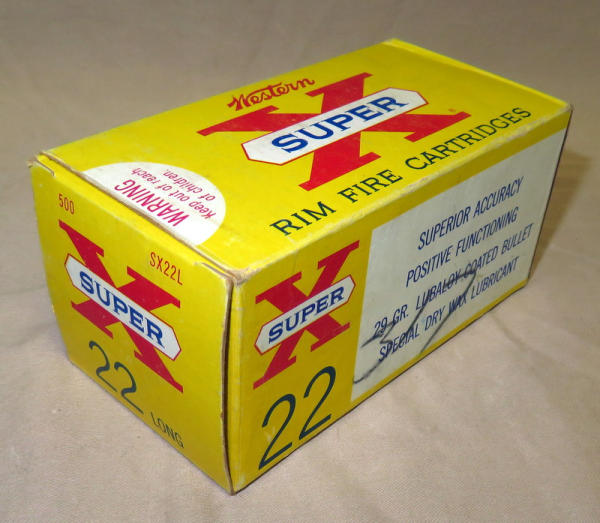 Western
X
SUPER
®
RIM FIRE CARTRIDGES
WARNING
Keep out of reach
of children.
500
SX22L
X
SUPER
22
LONG
X
SUPER
22
SUPERIOR ACCURACY
POSITIVE FUNCTIONING
29 GR. LUBALOY COATED BULLET
SPECIAL DRY WAX LUBRICANT